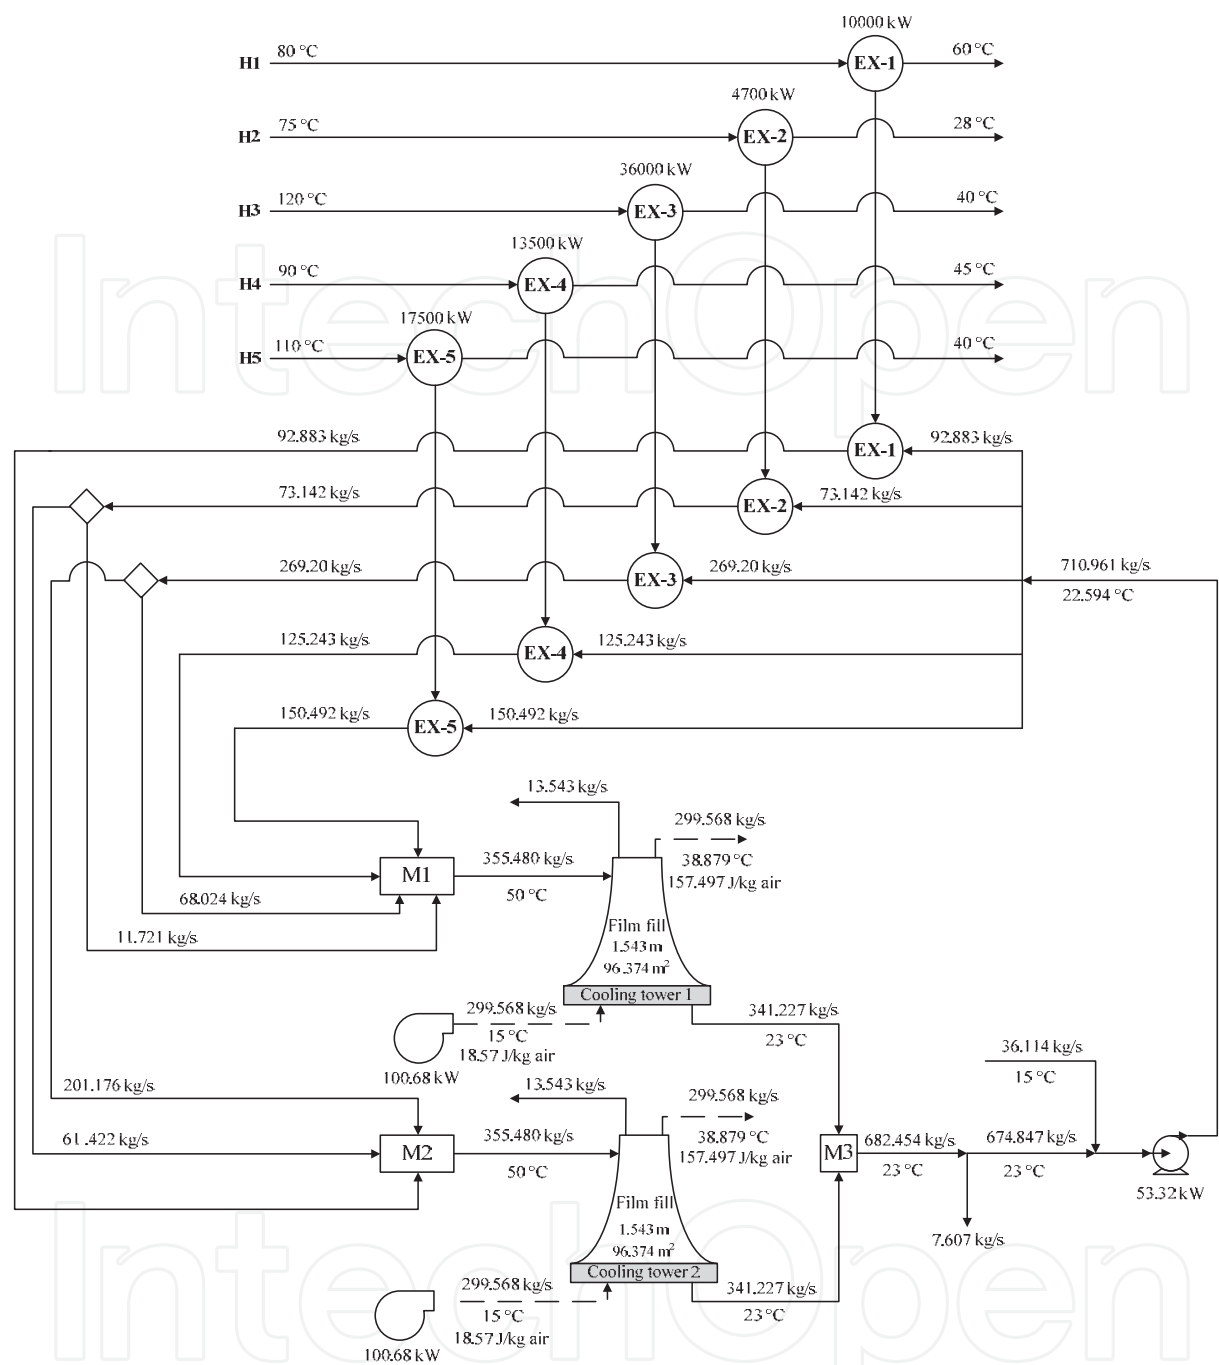 10000 kW
H1 80 °C EX-1 60 °C
4700 kW
H2 75 °C EX-2 28 °C
36000 kW
H3 120 °C EX-3 40 °C
13500 kW
H4 90 °C EX-4 45 °C
17500 kW
H5 110 °C EX-5 40 °C
92.883 kg/s EX-1 92.883 kg/s
73.142 kg/s EX-2 73.142 kg/s
269.20 kg/s EX-3 269.20 kg/s 710.961 kg/s
22.594 °C
125.243 kg/s EX-4 125.243 kg/s
150.492 kg/s EX-5 150.492 kg/s
13.543 kg/s
299.568 kg/s
38.879 °C
157.497 J/kg air
M1 355.480 kg/s
50 °C
68.024 kg/s
11.721 kg/s
Film fill
1.543 m
96.374 m²
Cooling tower 1
299.568 kg/s
15 °C
18.57 J/kg air
100.68 kW
341.227 kg/s
23 °C
36.114 kg/s
15 °C
201.176 kg/s
61.422 kg/s
13.543 kg/s
299.568 kg/s
38.879 °C
157.497 J/kg air
M2 355.480 kg/s
50 °C
M3 682.454 kg/s
23 °C
674.847 kg/s
23 °C
53.32 kW
7.607 kg/s
Film fill
1.543 m
96.374 m²
Cooling tower 2
299.568 kg/s
15 °C
18.57 J/kg air
100.68 kW
341.227 kg/s
23 °C
IntechOpen
IntechOpen